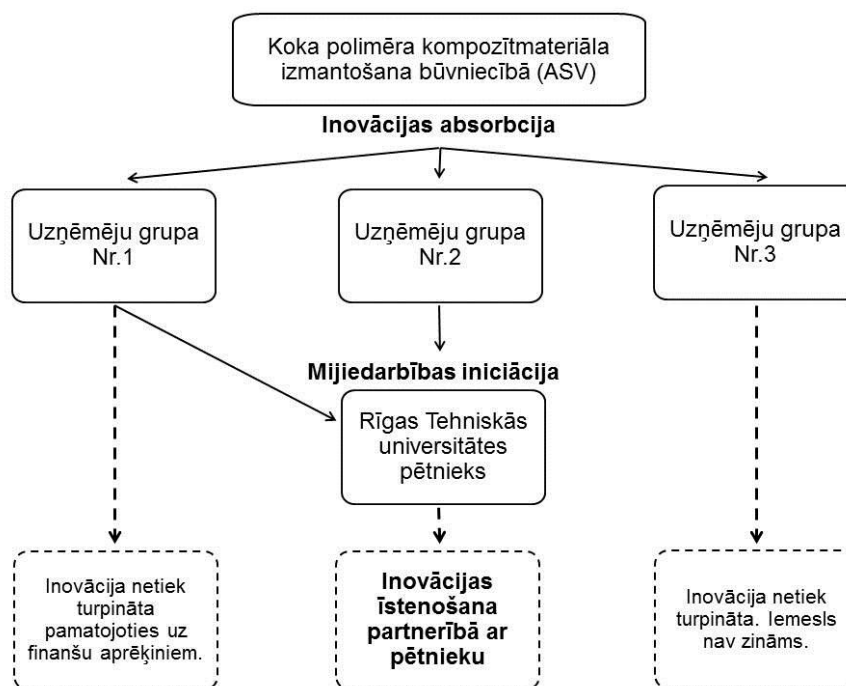 Koka polimēra kompozītmateriāla
izmantošana būvniecībā (ASV)
Inovācijas absorbcija
Uzņēmēju grupa
Nr.1
Uzņēmēju grupa
Nr.2
Uzņēmēju grupa
Nr.3
Mijiedarbības iniciācija
Rīgas Tehniskās
universitātes
pētnieks
Inovācija netiek
turpināta
pamatojoties uz
finanšu aprēķiniem.
Inovācijas
īstenošana
partnerībā ar
pētnieku
Inovācija netiek
turpināta. Iemesls
nav zināms.